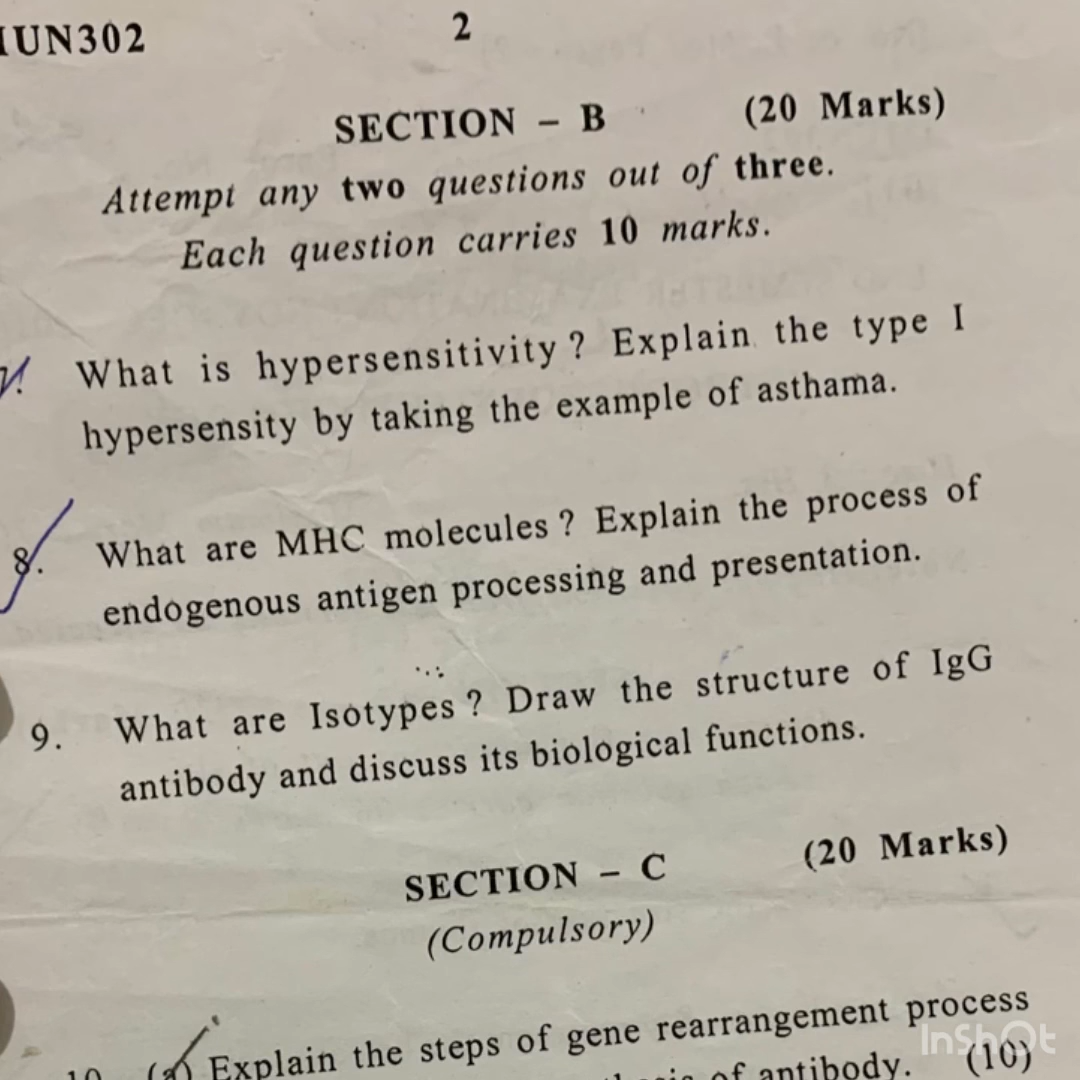 IUN302
2
SECTION – B (20 Marks)
Attempt any two questions out of three.
Each question carries 10 marks.
7. What is hypersensitivity ? Explain the type I
hypersensity by taking the example of asthama.
8. What are MHC molecules ? Explain the process of
endogenous antigen processing and presentation.
9. What are Isotypes ? Draw the structure of IgG
antibody and discuss its biological functions.
SECTION – C (20 Marks)
(Compulsory)
10. (a) Explain the steps of gene rearrangement process
of antibody. (10)
InShOt